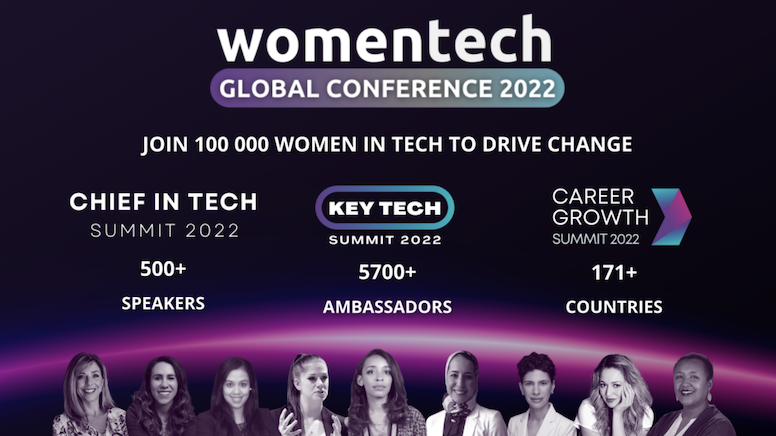 womentech
GLOBAL CONFERENCE 2022
JOIN 100 000 WOMEN IN TECH TO DRIVE CHANGE
CHIEF IN TECH
SUMMIT 2022
KEY TECH
SUMMIT 2022
CAREER
GROWTH
SUMMIT 2022
500+
SPEAKERS
5700+
AMBASSADORS
171+
COUNTRIES